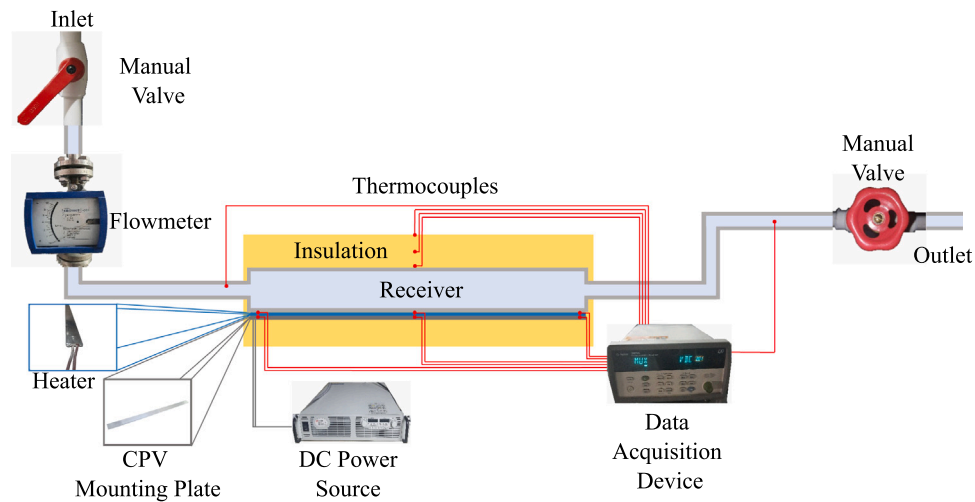 Inlet
Manual
Valve
Flowmeter
Thermocouples
Insulation
Receiver
Manual
Valve
Outlet
Heater
CPV
Mounting Plate
DC Power
Source
Data
Acquisition
Device